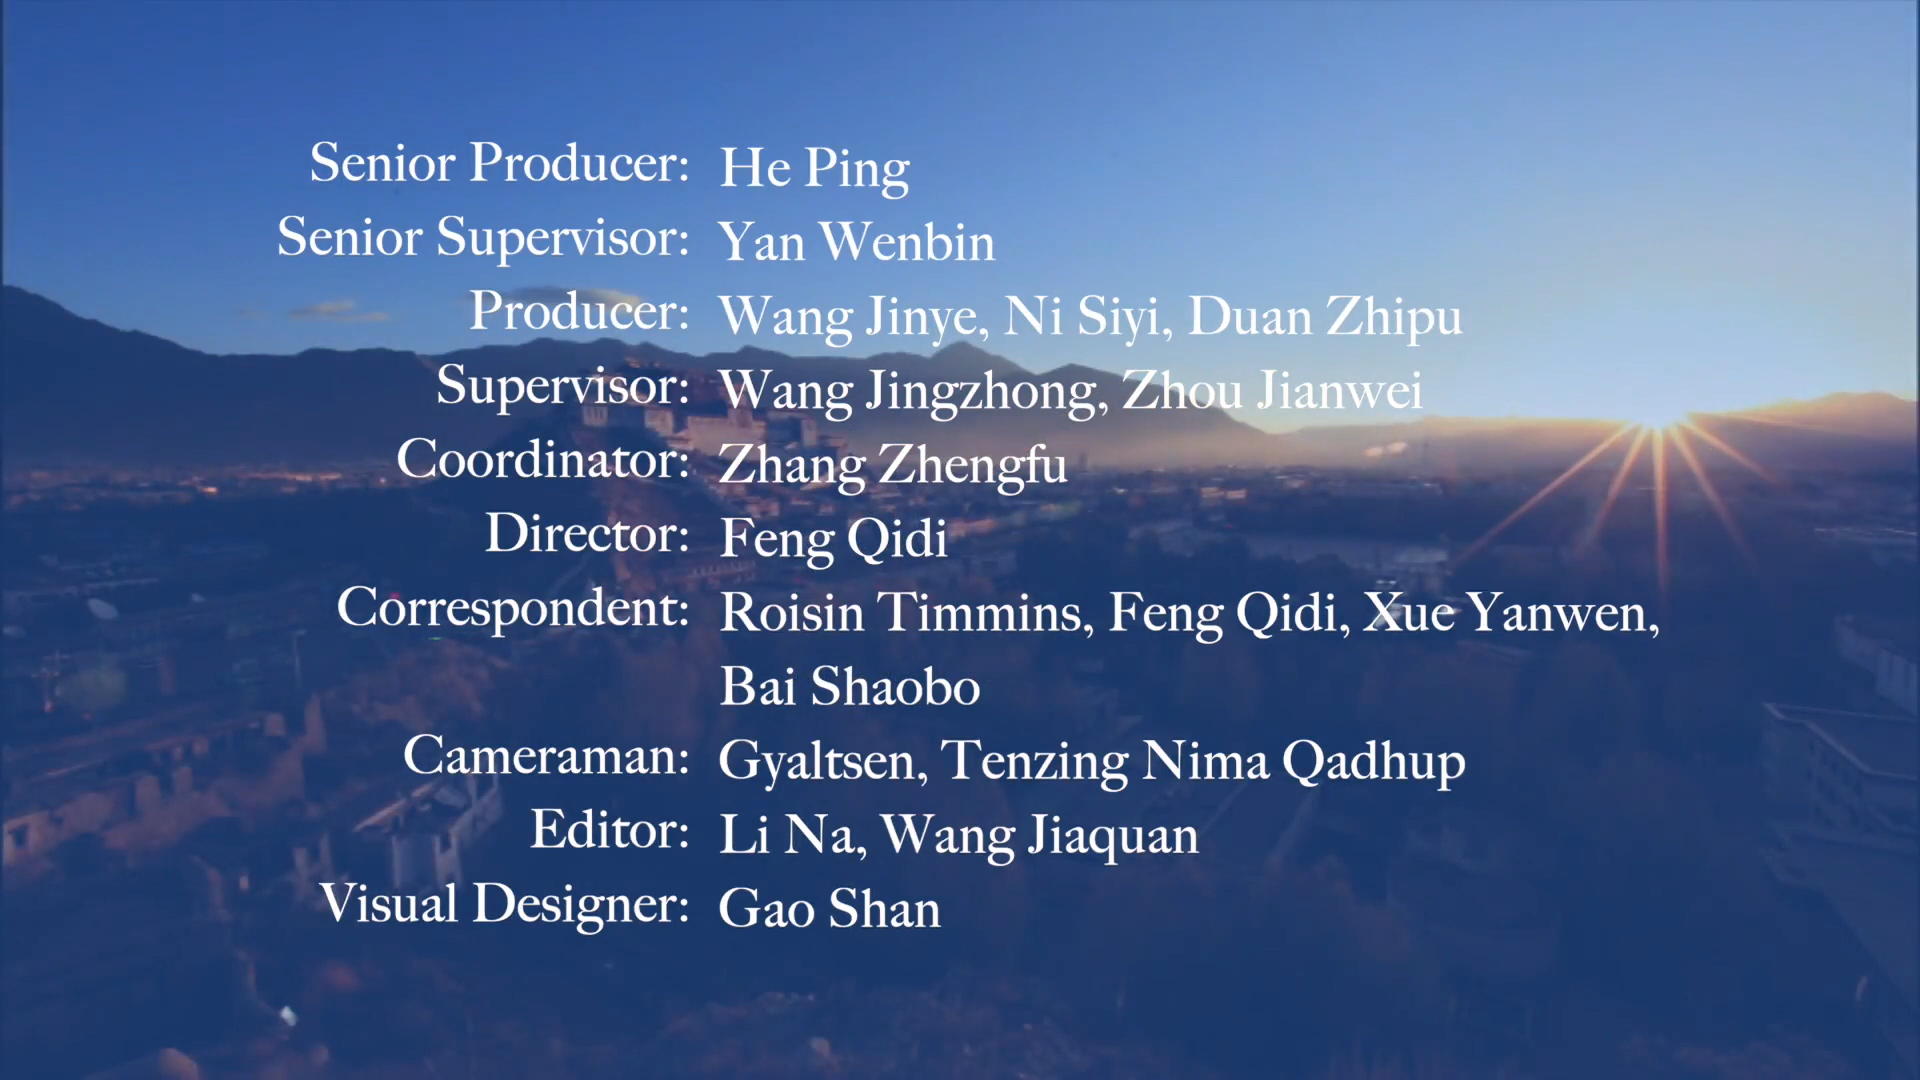 Senior Producer: He Ping
Senior Supervisor: Yan Wenbin
Producer: Wang Jinye, Ni Siyi, Duan Zhipu
Supervisor: Wang Jingzhong, Zhou Jianwei
Coordinator: Zhang Zhengfu
Director: Feng Qidi
Correspondent: Roisin Timmins, Feng Qidi, Xue Yanwen,
Bai Shaobo
Cameraman: Gyaltsen, Tenzing Nima Qadhup
Editor: Li Na, Wang Jiaquan
Visual Designer: Gao Shan